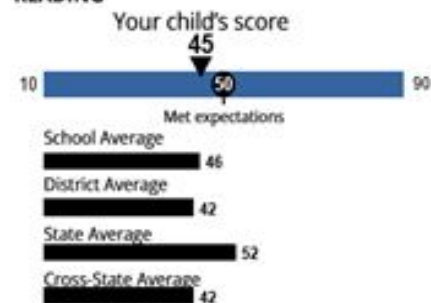 READING
Your child's score
45
10 50 90
Met expectations
School Average
46
District Average
42
State Average
52
Cross-State Average
42